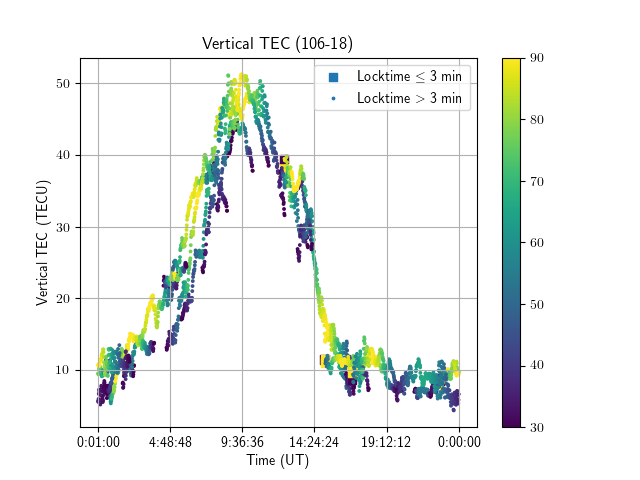 Vertical TEC (106-18)
Locktime ≤ 3 min
Locktime > 3 min
Vertical TEC (TECU)
50
40
30
20
10
0:01:00 4:48:48 9:36:36 14:24:24 19:12:12 0:00:00
Time (UT)
90
80
70
60
50
40
30